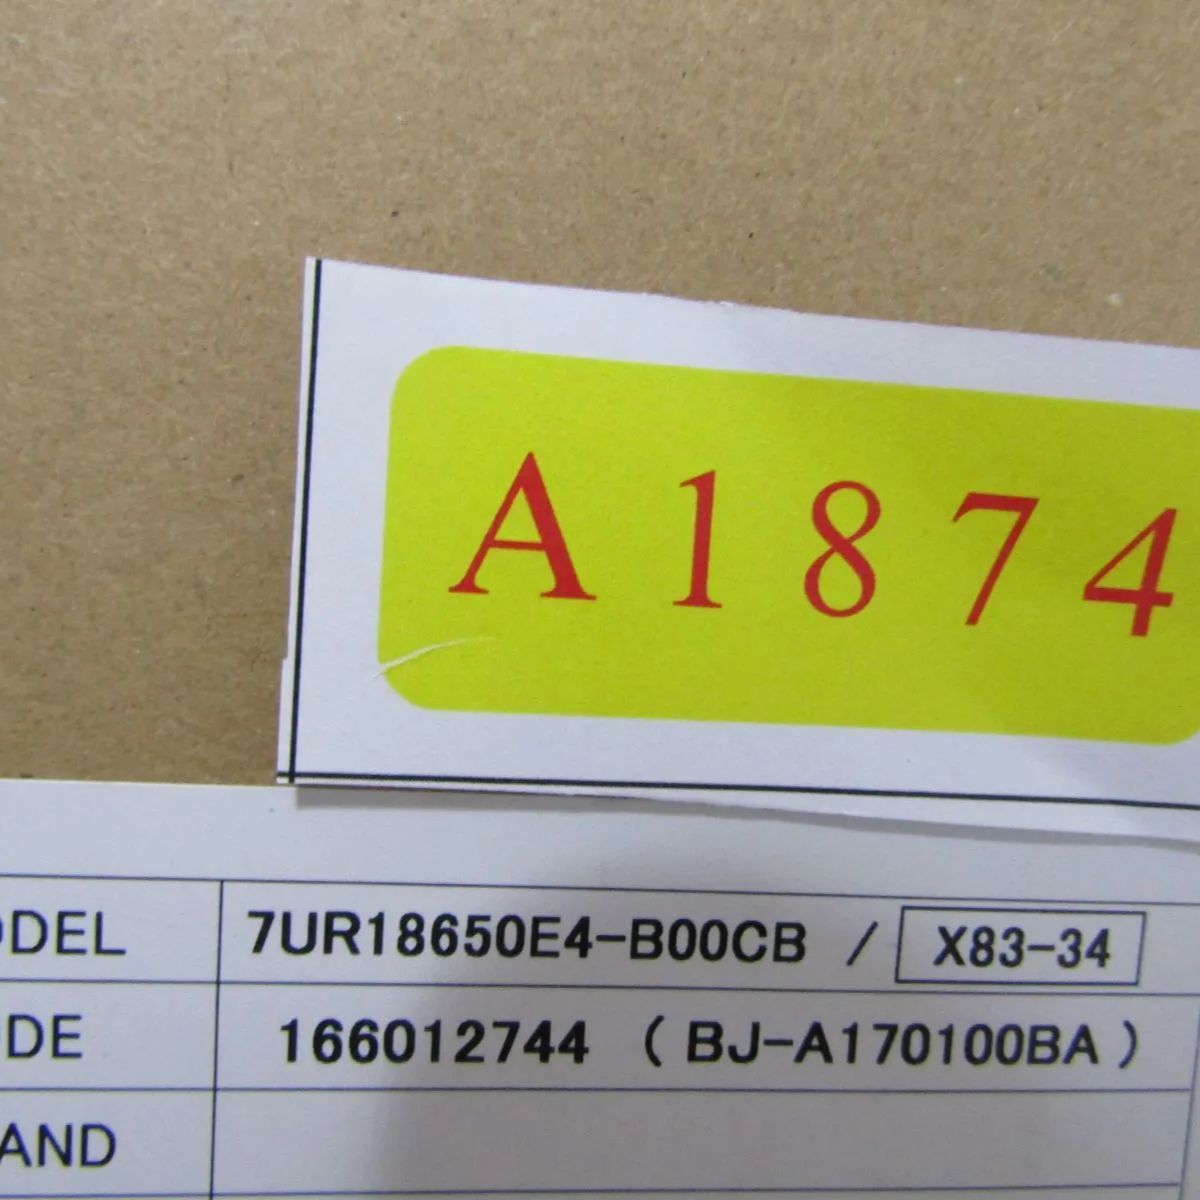 A1874
ODEL 7UR18650E4-B00CB / X83-34
DE 166012744 ( BJ-A170100BA )
AND